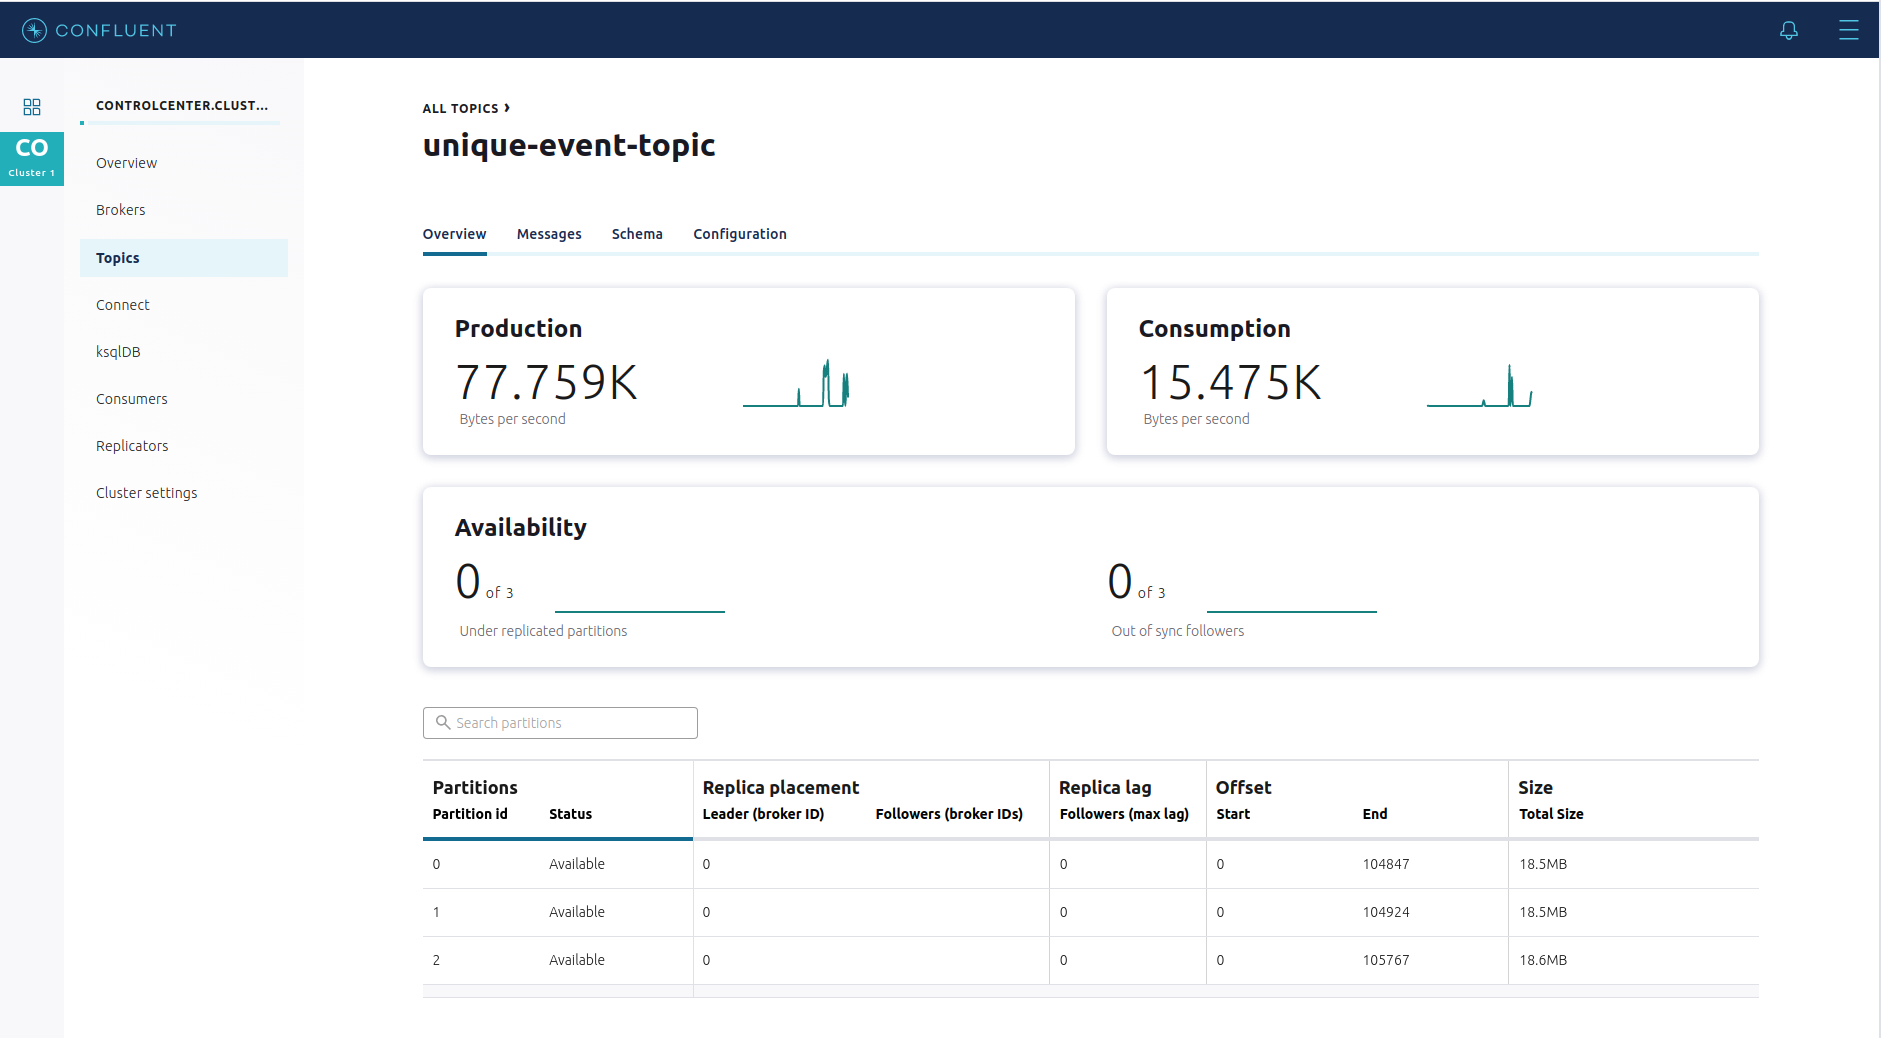 CONFLUENT
CO
Cluster 1
CONTROLCENTER.CLUST...
Overview
Brokers
Topics
Connect
ksqlDB
Consumers
Replicators
Cluster settings
ALL TOPICS ›
unique-event-topic
Overview Messages Schema Configuration
Production
77.759K
Bytes per second
Consumption
15.475K
Bytes per second
Availability
0 of 3
Under replicated partitions
0 of 3
Out of sync followers
Search partitions
Partitions Replica placement Replica lag Offset Size
Partition id Status Leader (broker ID) Followers (broker IDs) Followers (max lag) Start End Total Size
0 Available 0 0 0 104847 18.5MB
1 Available 0 0 0 104924 18.5MB
2 Available 0 0 0 105767 18.6MB